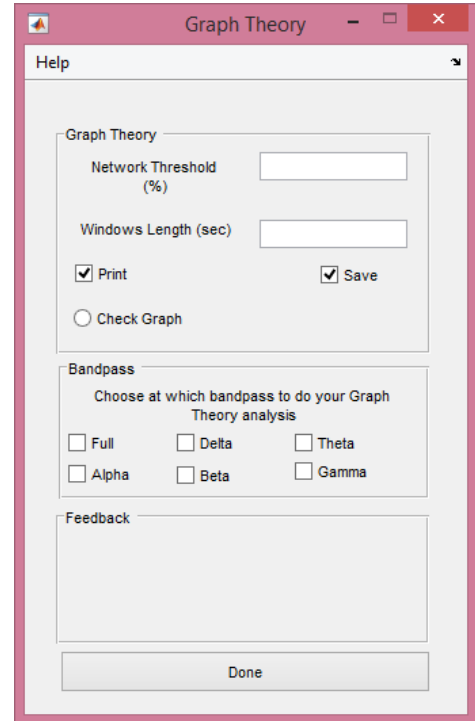 Graph Theory
Help
Graph Theory
Network Threshold
(%)
Windows Length (sec)
Print
Save
Check Graph
Bandpass
Choose at which bandpass to do your Graph
Theory analysis
Full
Delta
Theta
Alpha
Beta
Gamma
Feedback
Done